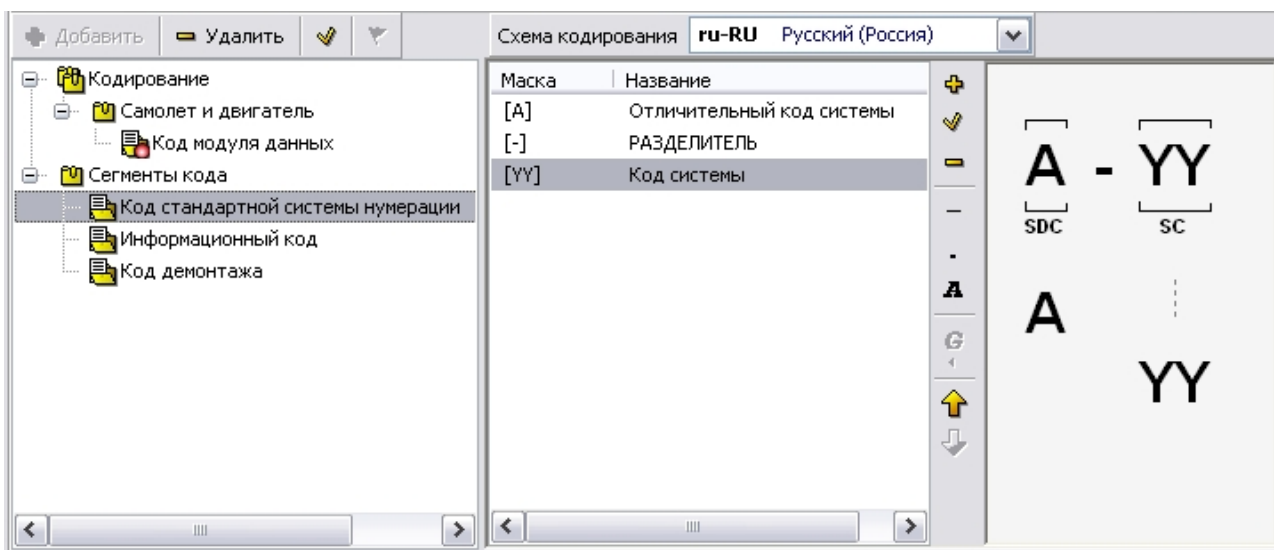 Добавить Удалить
Схема кодирования ru-RU Русский (Россия)
Кодирование
Самолет и двигатель
Код модуля данных
Сегменты кода
Код стандартной системы нумерации
Информационный код
Код демонтажа
Маска Название
[A] Отличительный код системы
[-] РАЗДЕЛИТЕЛЬ
[YY] Код системы
A
G
A - YY
SDC SC
A
YY